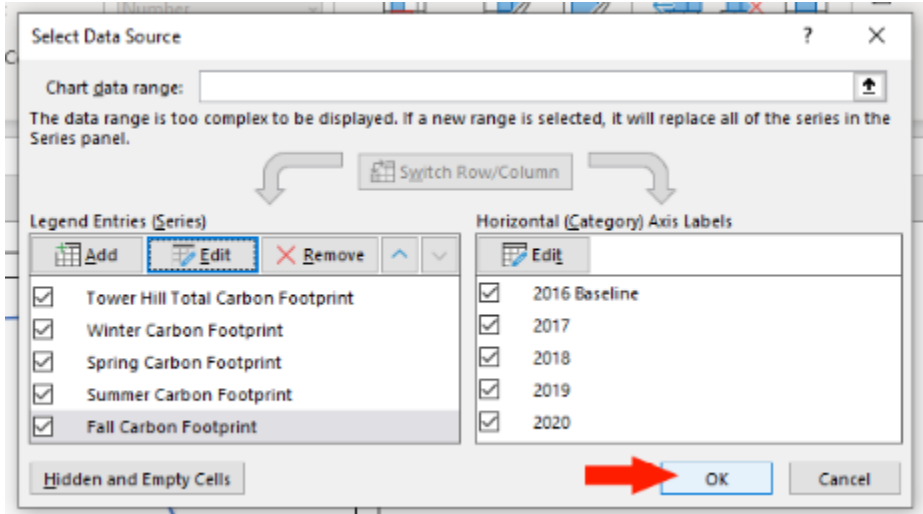 Number
Select Data Source
?
Chart data range:
The data range is too complex to be displayed. If a new range is selected, it will replace all of the series in the
Series panel.
Switch Row/Column
Legend Entries (Series)
Horizontal (Category) Axis Labels
Add Edit Remove
Edit
Tower Hill Total Carbon Footprint
Winter Carbon Footprint
Spring Carbon Footprint
Summer Carbon Footprint
Fall Carbon Footprint
2016 Baseline
2017
2018
2019
2020
Hidden and Empty Cells
OK
Cancel